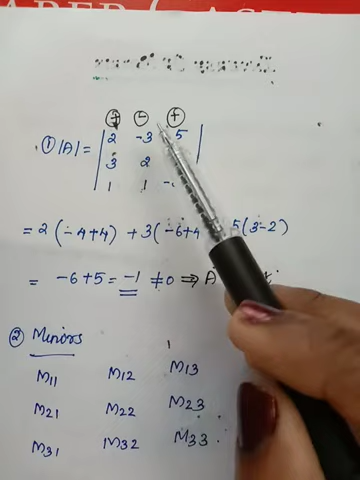 + - +
① |A| = | 2 -3 5 |
3 2
1 1 -
= 2(-4+4) +3(-6+4 5(3-2)
= -6+5 = -1 ≠0 ⇒ A
② Minors
M11 M12 M13
M21 M22 M23
M31 M32 M33